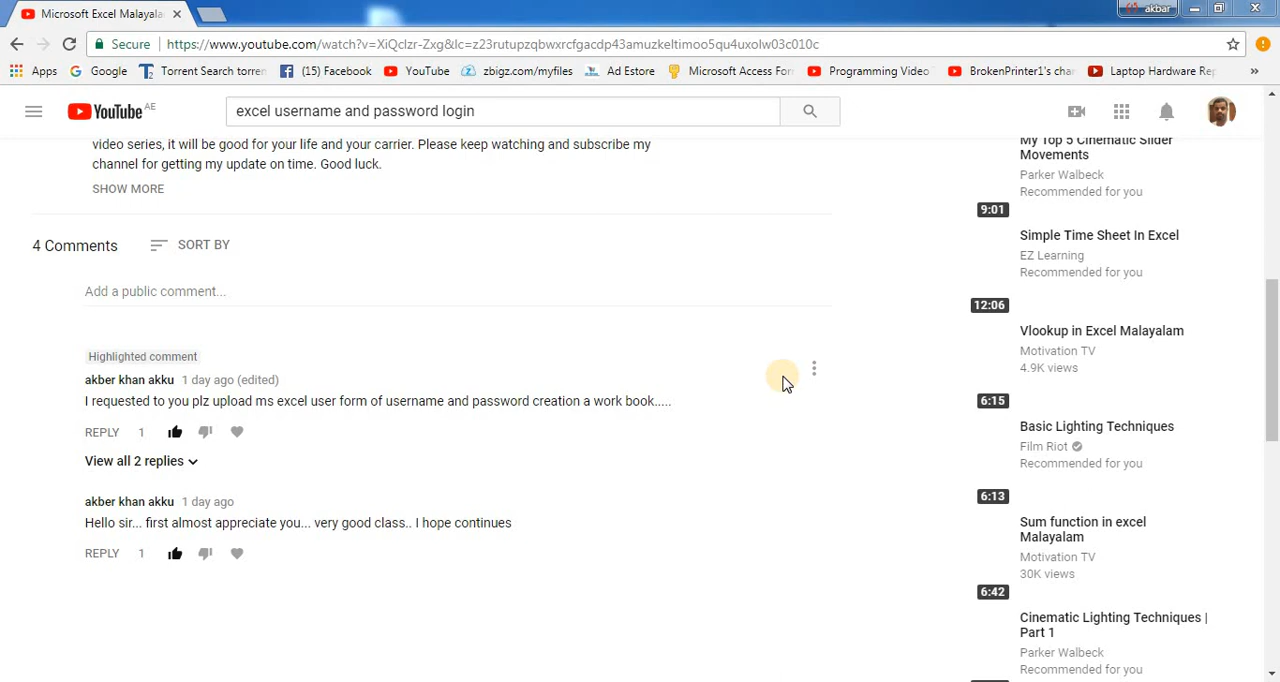 Microsoft Excel Malayala
akbar
Secure
https://www.youtube.com/watch?v=XiQclzr-Zxg&lc=z23rutupzqbwxrcfgacdp43amuzkeltimoo5qu4uxolw03c010c
Apps
Google
Torrent Search torren
(15) Facebook
YouTube
zbigz.com/myfiles
Ad Estore
Microsoft Access For
Programming Video
BrokenPrinter1's cha
Laptop Hardware Rep
»
YouTube AE
excel username and password login
video series, it will be good for your life and your carrier. Please keep watching and subscribe my
channel for getting my update on time. Good luck.
SHOW MORE
4 Comments
SORT BY
Add a public comment...
Highlighted comment
akber khan akku 1 day ago (edited)
I requested to you plz upload ms excel user form of username and password creation a work book.....
REPLY 1
View all 2 replies
akber khan akku 1 day ago
Hello sir... first almost appreciate you... very good class.. I hope continues
REPLY 1
My Top 5 Cinematic Slider
Movements
Parker Walbeck
Recommended for you
9:01
Simple Time Sheet In Excel
EZ Learning
Recommended for you
12:06
Vlookup in Excel Malayalam
Motivation TV
4.9K views
6:15
Basic Lighting Techniques
Film Riot
Recommended for you
6:13
Sum function in excel
Malayalam
Motivation TV
30K views
6:42
Cinematic Lighting Techniques |
Part 1
Parker Walbeck
Recommended for you